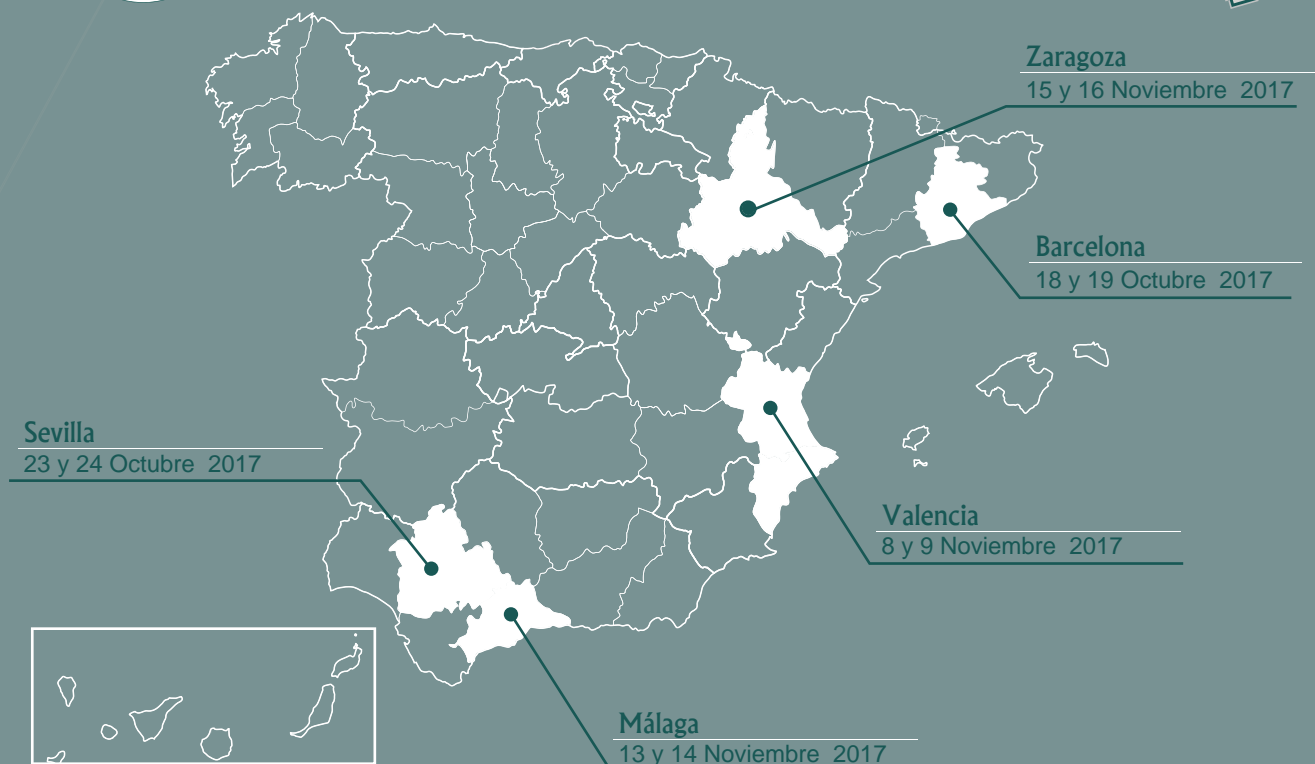 Zaragoza
15 y 16 Noviembre 2017
Barcelona
18 y 19 Octubre 2017
Sevilla
23 y 24 Octubre 2017
Valencia
8 y 9 Noviembre 2017
Málaga
13 y 14 Noviembre 2017